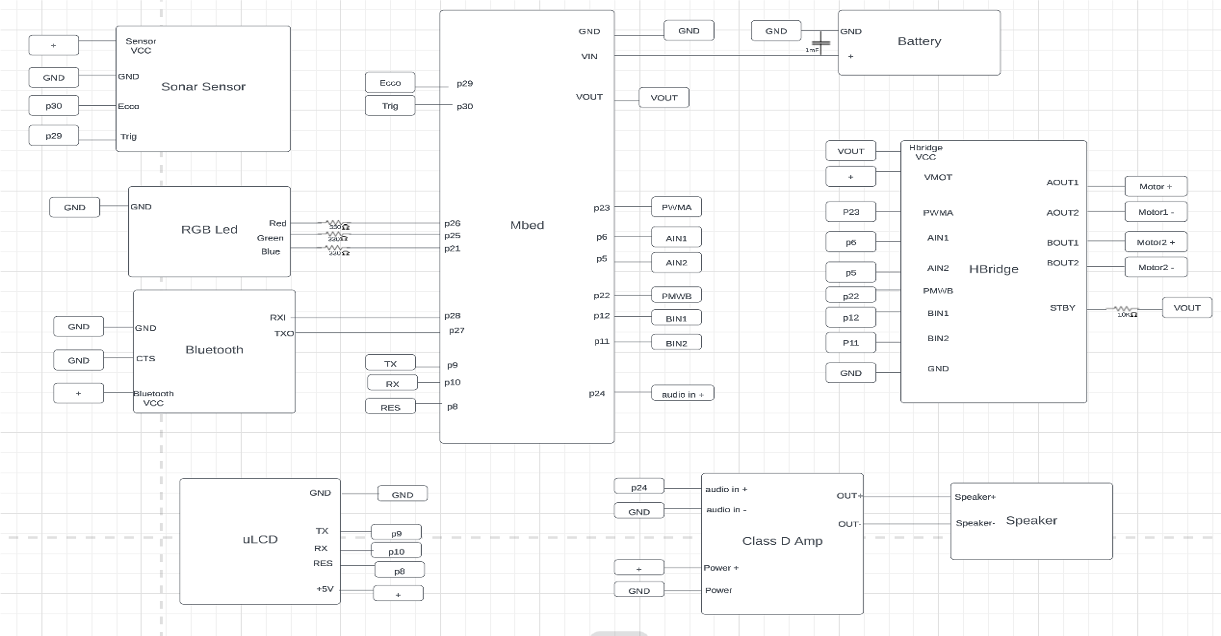 +
Sensor
VCC
GND
GND
Sonar Sensor
p30
Ecco
p29
Trig
Ecco
p29
Trig
p30
GND
GND
VIN
VOUT
VOUT
GND
GND
Battery
1mF
+
GND
GND
RGB Led
Red
330Ω
p26
Green
330Ω
p25
Blue
330Ω
p21
Mbed
p23
PWMA
p6
AIN1
p5
AIN2
p22
PMWB
p12
BIN1
p11
BIN2
p24
audio in +
VOUT
Hbridge
VCC
+
VMOT
P23
PWMA
p6
AIN1
p5
AIN2
HBridge
p22
PMWB
p12
BIN1
P11
BIN2
GND
GND
AOUT1
Motor +
AOUT2
Motor1 -
BOUT1
Motor2 +
BOUT2
Motor2 -
STBY
10KΩ
VOUT
GND
GND
Bluetooth
RXI
p28
TXO
p27
GND
CTS
+
Bluetooth
VCC
TX
p9
RX
p10
RES
p8
uLCD
GND
GND
TX
p9
RX
p10
RES
p8
+5V
+
p24
audio in +
GND
audio in -
Class D Amp
+
Power +
GND
Power
OUT+
Speaker+
OUT-
Speaker-
Speaker